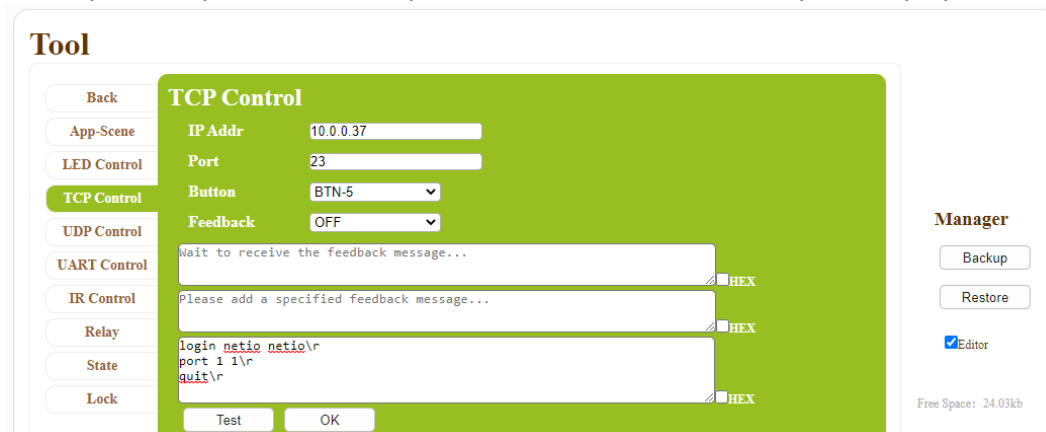 Tool
Back
App-Scene
LED Control
TCP Control
UDP Control
UART Control
IR Control
Relay
State
Lock
TCP Control
IP Addr 10.0.0.37
Port 23
Button BTN-5
Feedback OFF
Wait to receive the feedback message...
HEX
Please add a specified feedback message...
HEX
login netio netio\r
port 1 1\r
quit\r
HEX
Test OK
Manager
Backup
Restore
Editor
Free Space: 24.03kb